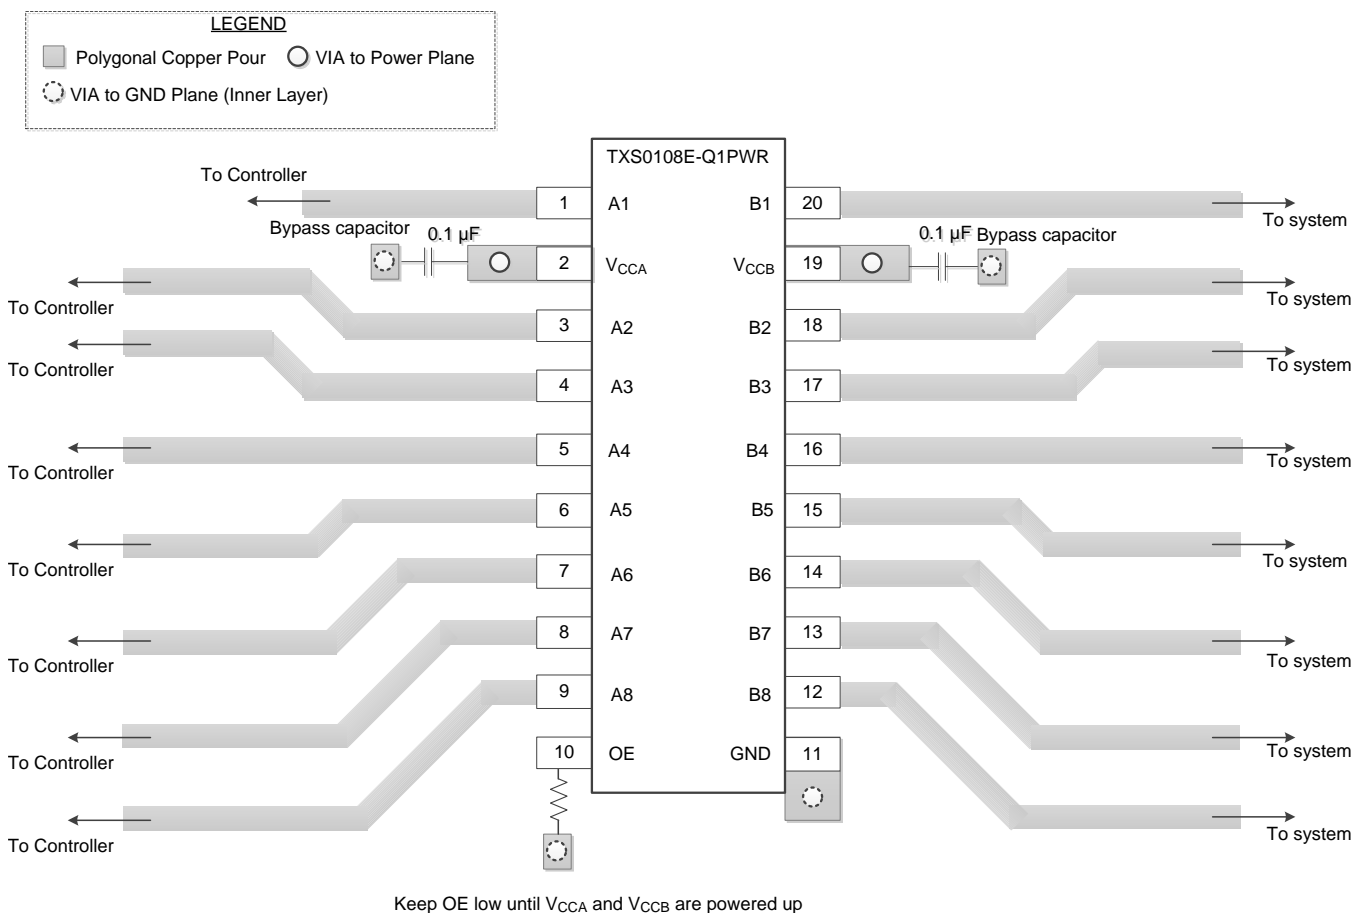 LEGEND
Polygonal Copper Pour
VIA to Power Plane
VIA to GND Plane (Inner Layer)
TXS0108E-Q1PWR
To Controller
1
A1
B1
20
To system
Bypass capacitor
0.1 µF
2
VCCA
VCCB
19
0.1 µF
Bypass capacitor
To Controller
3
A2
B2
18
To system
To Controller
4
A3
B3
17
To system
To Controller
5
A4
B4
16
To system
To Controller
6
A5
B5
15
To system
To Controller
7
A6
B6
14
To system
To Controller
8
A7
B7
13
To system
To Controller
9
A8
B8
12
To system
10
OE
GND
11
Keep OE low until VCCA and VCCB are powered up